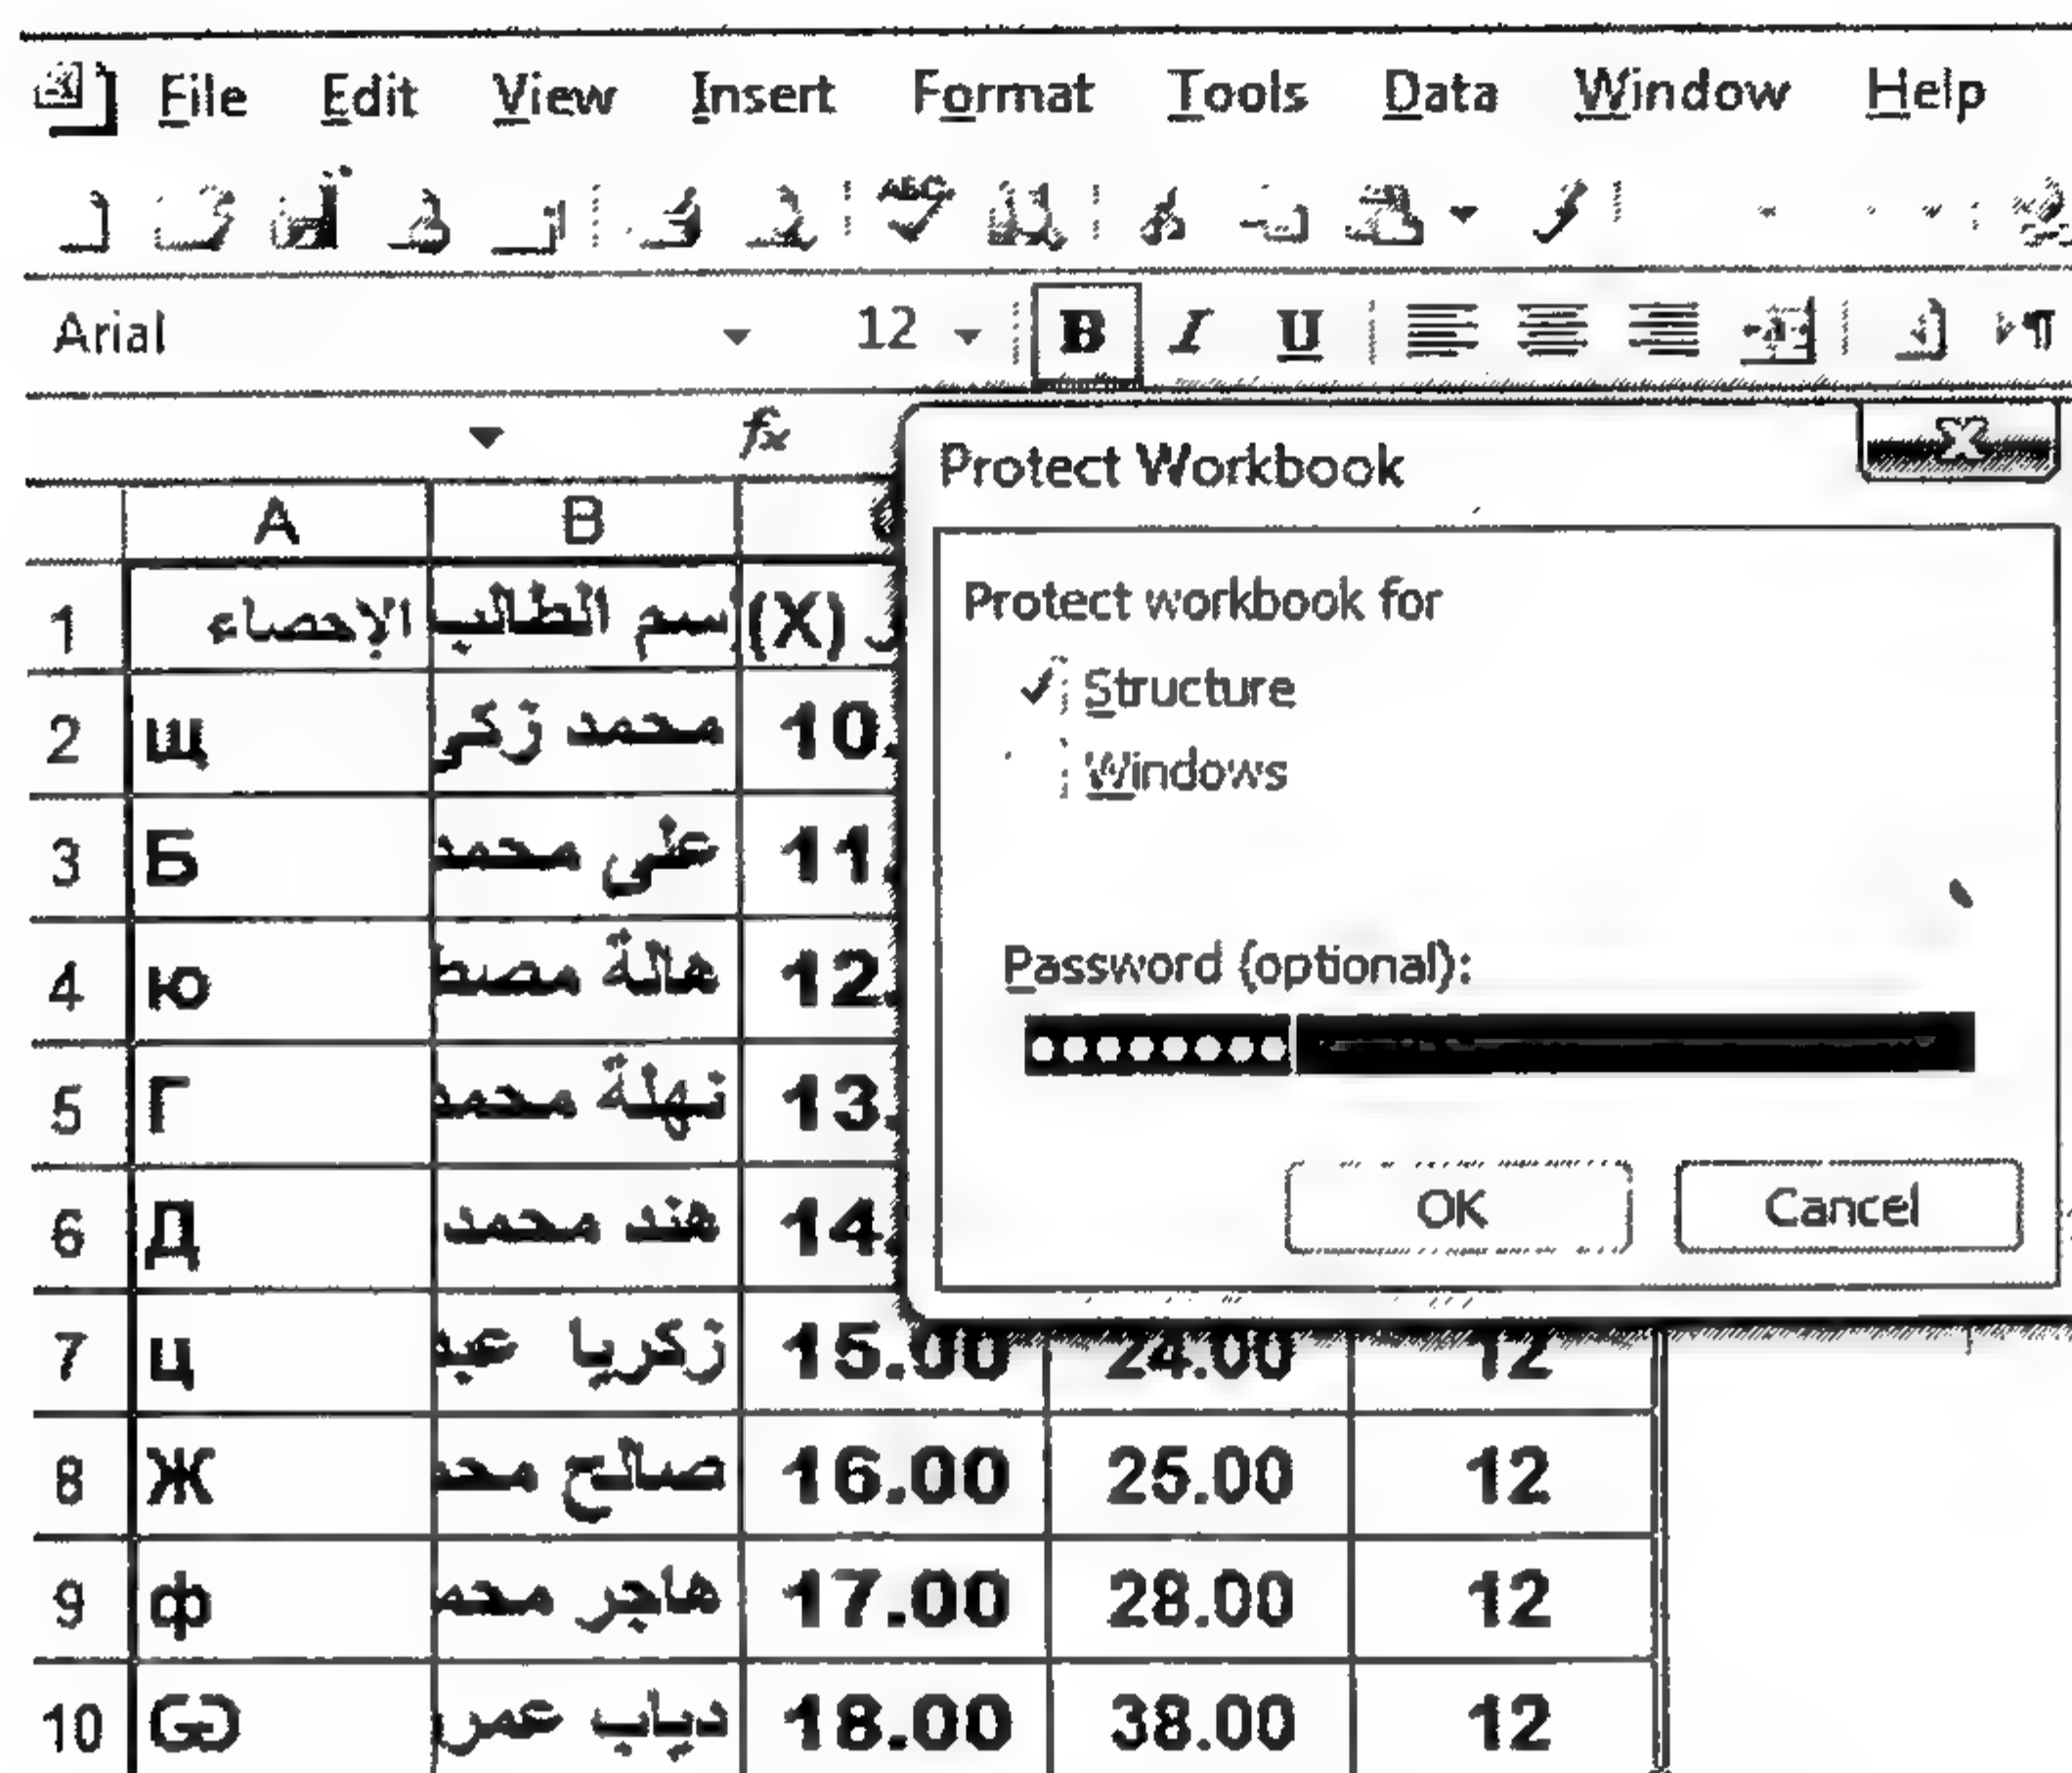 File Edit View Insert Format Tools Data Window Help
ABC
Arial 12 B I U ¶
fx
Protect Workbook X
A B
Protect workbook for
1 الإحصاء اسم الطالب (X)
Structure
2 щ محمد زكى 10.
Windows
3 Б على محمد 11.
4 ю هالة مصط 12.
Password (optional):
5 Г نهلة محمد 13.
6 Д هند محمد 14.
OK Cancel
7 ц زكريا عبد 15.00 24.00 12
8 Ж صالح محم 16.00 25.00 12
9 ф هاجر محم 17.00 28.00 12
10 دياب عمر 18.00 38.00 12